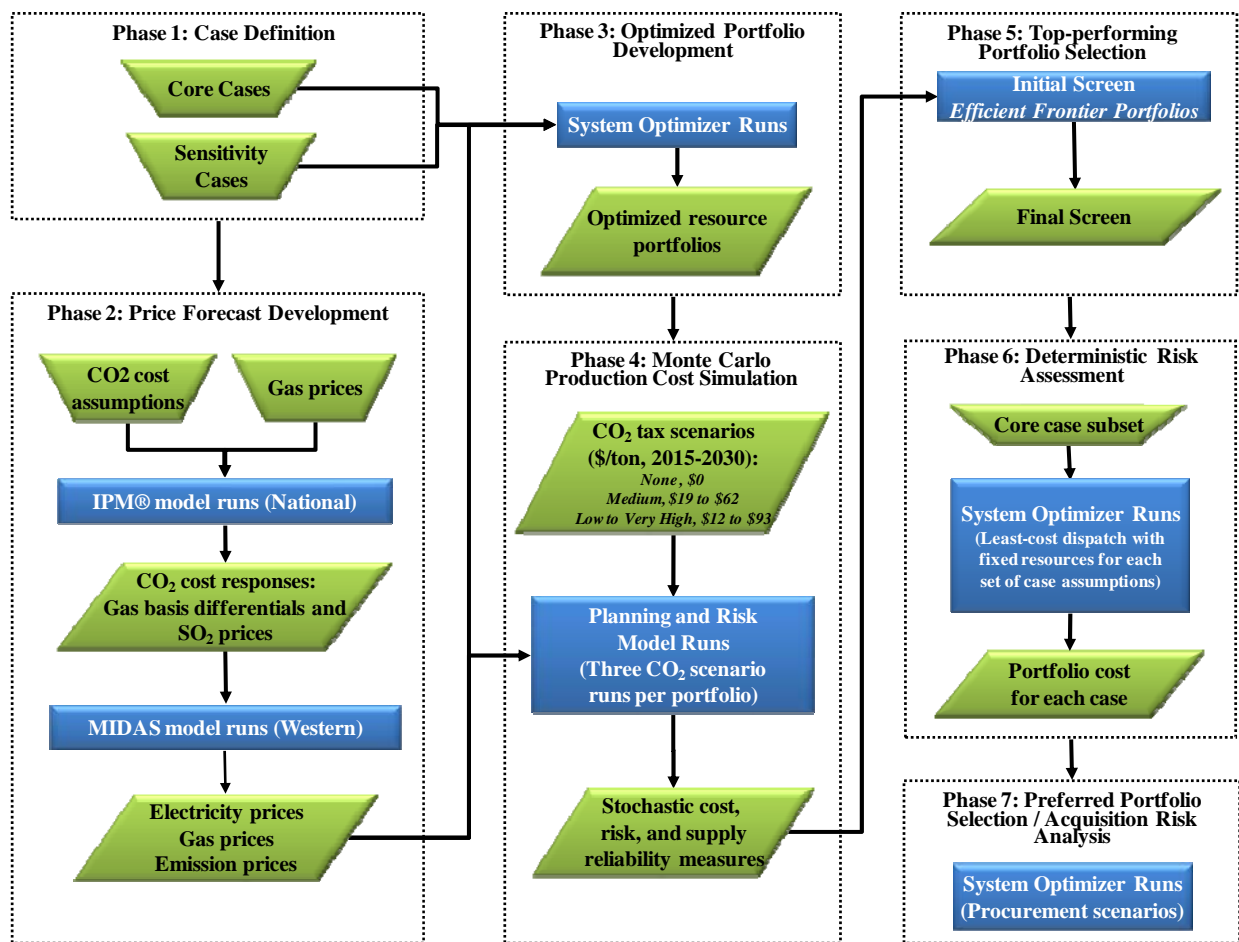 Phase 1: Case Definition
Core Cases
Sensitivity
Cases
Phase 2: Price Forecast Development
CO2 cost
assumptions
Gas prices
IPM® model runs (National)
CO₂ cost responses:
Gas basis differentials and
SO₂ prices
MIDAS model runs (Western)
Electricity prices
Gas prices
Emission prices
Phase 3: Optimized Portfolio
Development
System Optimizer Runs
Optimized resource
portfolios
Phase 4: Monte Carlo
Production Cost Simulation
CO₂ tax scenarios
($/ton, 2015-2030):
None, $0
Medium, $19 to $62
Low to Very High, $12 to $93
Planning and Risk
Model Runs
(Three CO₂ scenario
runs per portfolio)
Stochastic cost,
risk, and supply
reliability measures
Phase 5: Top-performing
Portfolio Selection
Initial Screen
Efficient Frontier Portfolios
Final Screen
Phase 6: Deterministic Risk
Assessment
Core case subset
System Optimizer Runs
(Least-cost dispatch with
fixed resources for each
set of case assumptions)
Portfolio cost
for each case
Phase 7: Preferred Portfolio
Selection / Acquisition Risk
Analysis
System Optimizer Runs
(Procurement scenarios)